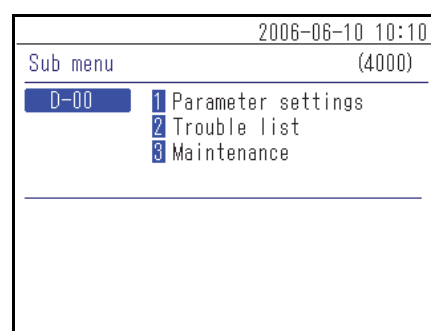 2006-06-10 10:10
Sub menu (4000)
D-00 1 Parameter settings
2 Trouble list
3 Maintenance